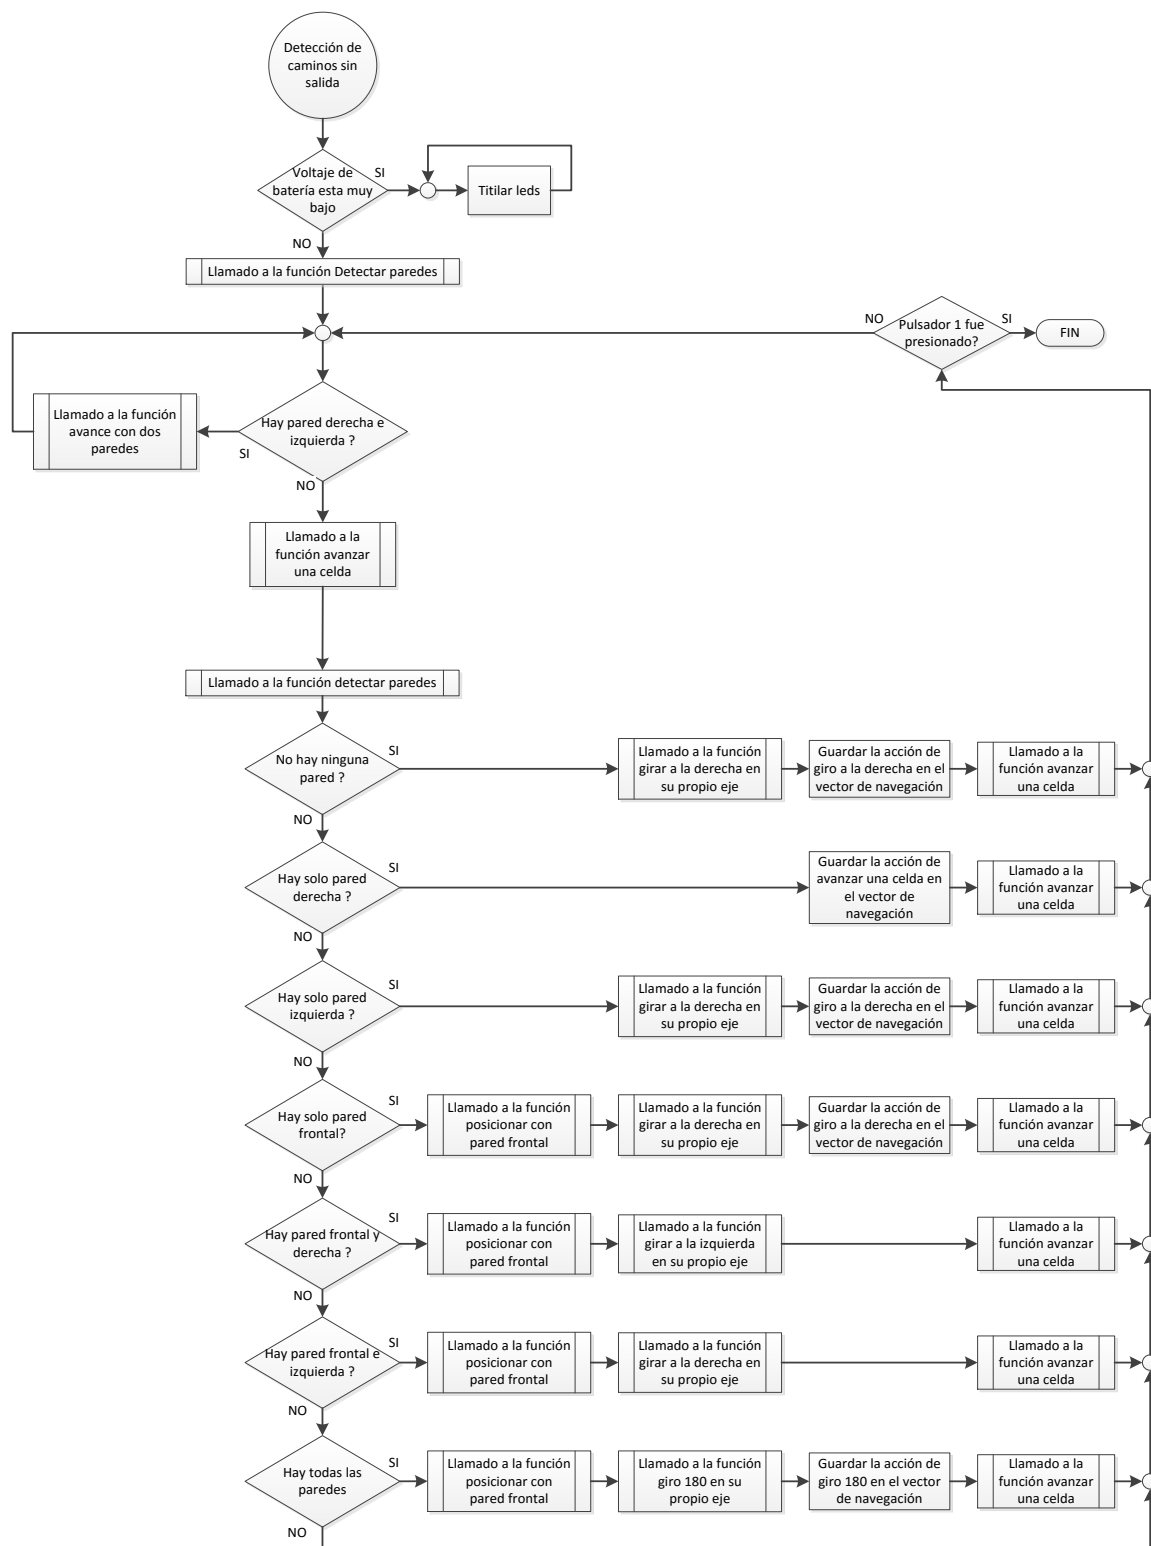 Detección de
caminos sin
salida
Voltaje de
batería esta muy
bajo
SI
Titilar leds
NO
Llamado a la función Detectar paredes
NO
Pulsador 1 fue
presionado?
SI
FIN
Llamado a la función
avance con dos
paredes
Hay pared derecha e
izquierda ?
SI
NO
Llamado a la
función avanzar
una celda
Llamado a la función detectar paredes
No hay ninguna
pared ?
SI
Llamado a la función
girar a la derecha en
su propio eje
Guardar la acción de
giro a la derecha en el
vector de navegación
Llamado a la
función avanzar
una celda
NO
Hay solo pared
derecha ?
SI
Guardar la acción de
avanzar una celda en
el vector de
navegación
Llamado a la
función avanzar
una celda
NO
Hay solo pared
izquierda ?
SI
Llamado a la función
girar a la derecha en
su propio eje
Guardar la acción de
giro a la derecha en el
vector de navegación
Llamado a la
función avanzar
una celda
NO
Hay solo pared
frontal?
SI
Llamado a la función
posicionar con
pared frontal
Llamado a la función
girar a la derecha en
su propio eje
Guardar la acción de
giro a la derecha en el
vector de navegación
Llamado a la
función avanzar
una celda
NO
Hay pared frontal y
derecha ?
SI
Llamado a la función
posicionar con
pared frontal
Llamado a la función
girar a la izquierda
en su propio eje
Llamado a la
función avanzar
una celda
NO
Hay pared frontal e
izquierda ?
SI
Llamado a la función
posicionar con
pared frontal
Llamado a la función
girar a la derecha en
su propio eje
Llamado a la
función avanzar
una celda
NO
Hay todas las
paredes
SI
Llamado a la función
posicionar con
pared frontal
Llamado a la función
giro 180 en su
propio eje
Guardar la acción de
giro 180 en el vector
de navegación
Llamado a la
función avanzar
una celda
NO